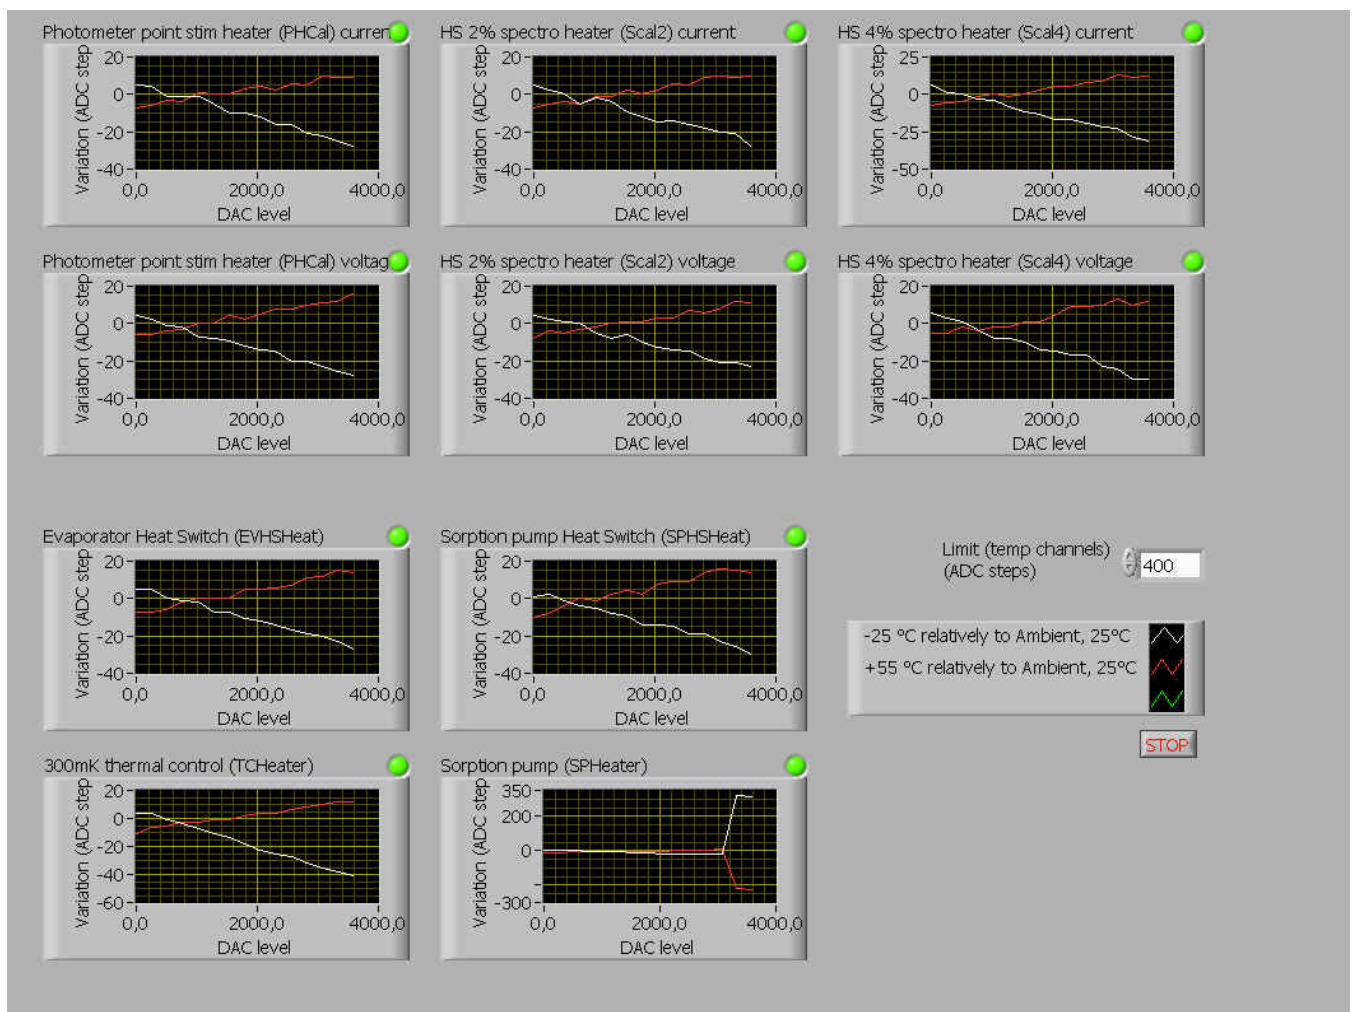 Photometer point stim heater (PHCal) curren
Variation (ADC step
20
0
-20
-40
0,0 2000,0 4000,0
DAC level
HS 2% spectro heater (Scal2) current
Variation (ADC step
20
0
-20
-40
0,0 2000,0 4000,0
DAC level
HS 4% spectro heater (Scal4) current
Variation (ADC step
25
0
-25
-50
0,0 2000,0 4000,0
DAC level
Photometer point stim heater (PHCal) voltag
Variation (ADC step
20
0
-20
-40
0,0 2000,0 4000,0
DAC level
HS 2% spectro heater (Scal2) voltage
Variation (ADC step
20
0
-20
-40
0,0 2000,0 4000,0
DAC level
HS 4% spectro heater (Scal4) voltage
Variation (ADC step
20
0
-20
-40
0,0 2000,0 4000,0
DAC level
Evaporator Heat Switch (EVHSHeat)
Variation (ADC step
20
0
-20
-40
0,0 2000,0 4000,0
DAC level
Sorption pump Heat Switch (SPHSHeat)
Variation (ADC step
20
0
-20
-40
0,0 2000,0 4000,0
DAC level
Limit (temp channels)
(ADC steps)
400
-25 ºC relatively to Ambient, 25ºC
+55 ºC relatively to Ambient, 25ºC
STOP
300mK thermal control (TCHeater)
Variation (ADC step
20
0
-20
-40
-60
0,0 2000,0 4000,0
DAC level
Sorption pump (SPHeater)
Variation (ADC step
350
200
0
-300
0,0 2000,0 4000,0
DAC level